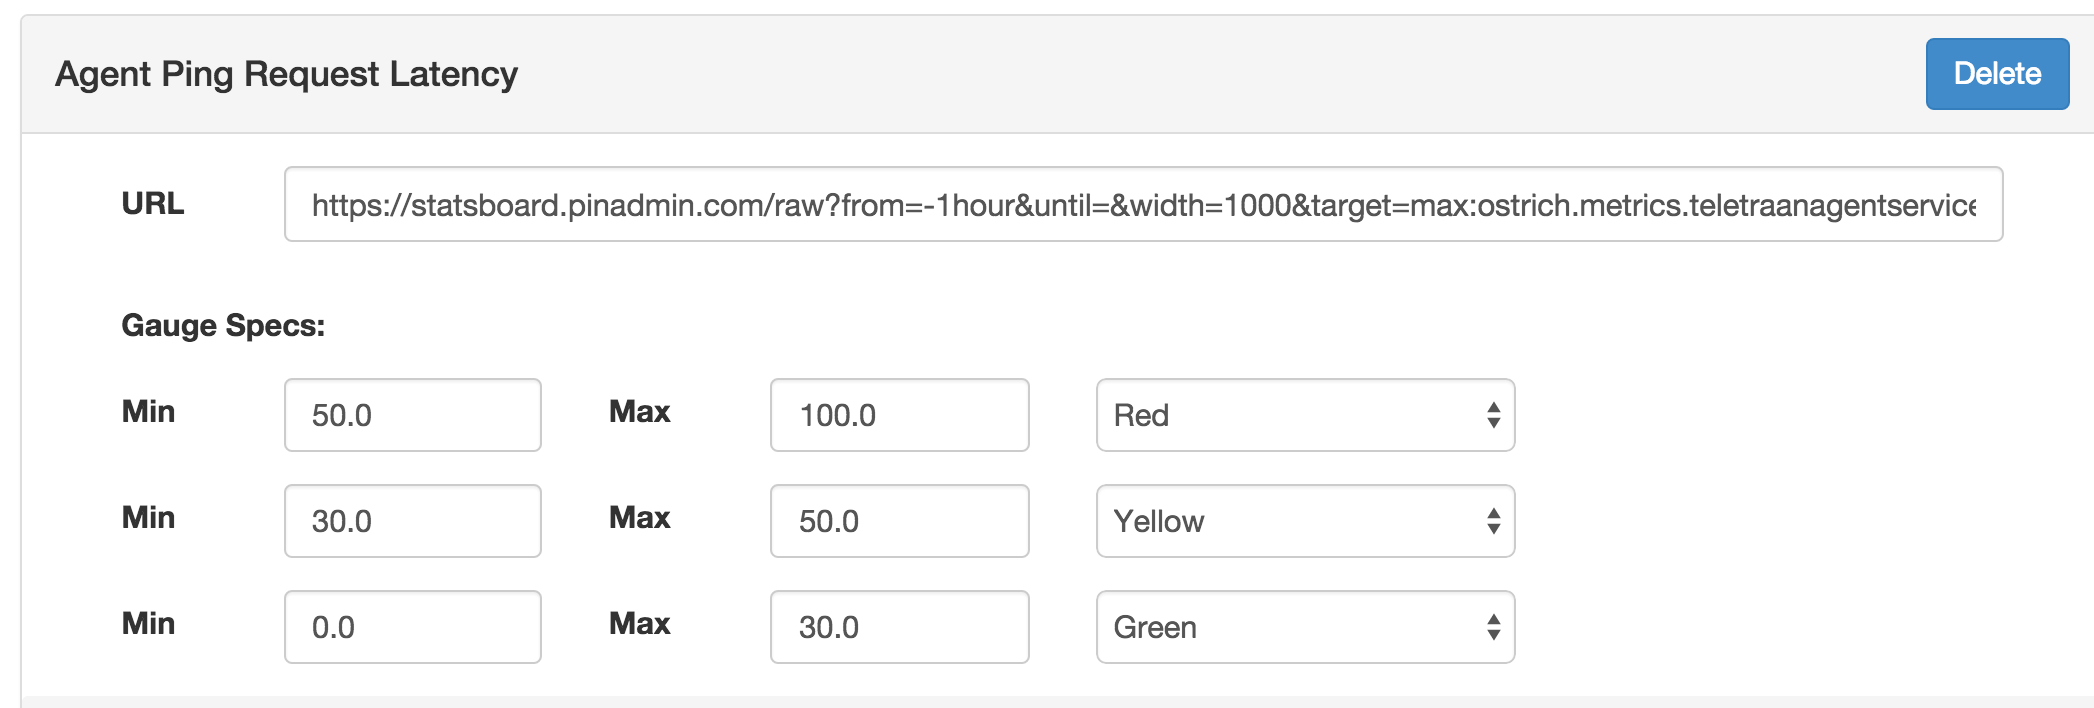 Agent Ping Request Latency Delete
URL https://statsboard.pinadmin.com/raw?from=-1hour&until=&width=1000&target=max:ostrich.metrics.teletraanagentservice
Gauge Specs:
Min 50.0 Max 100.0 Red
Min 30.0 Max 50.0 Yellow
Min 0.0 Max 30.0 Green